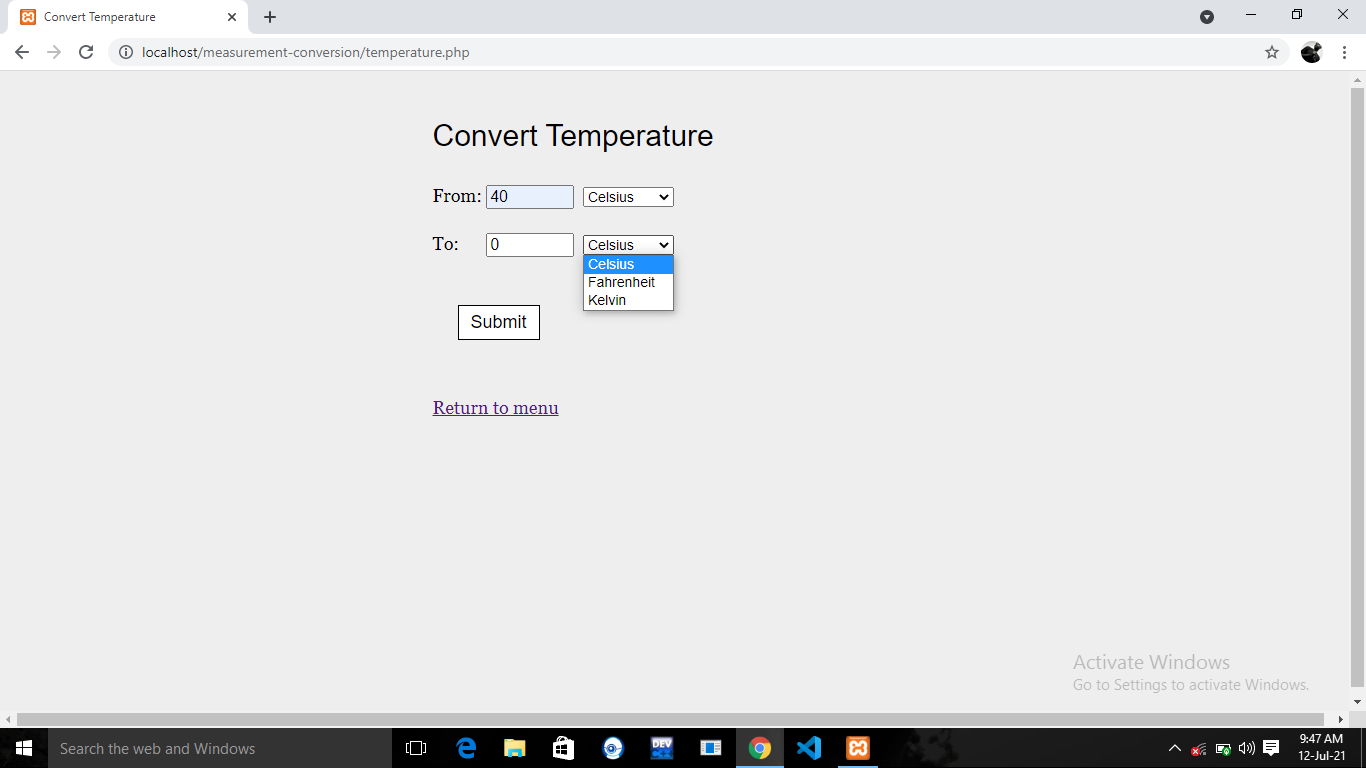 Convert Temperature
localhost/measurement-conversion/temperature.php
Convert Temperature
From: 40 Celsius
To: 0 Celsius
Celsius
Fahrenheit
Kelvin
Submit
Return to menu
Activate Windows
Go to Settings to activate Windows.
Search the web and Windows
DEV
9:47 AM
12-Jul-21